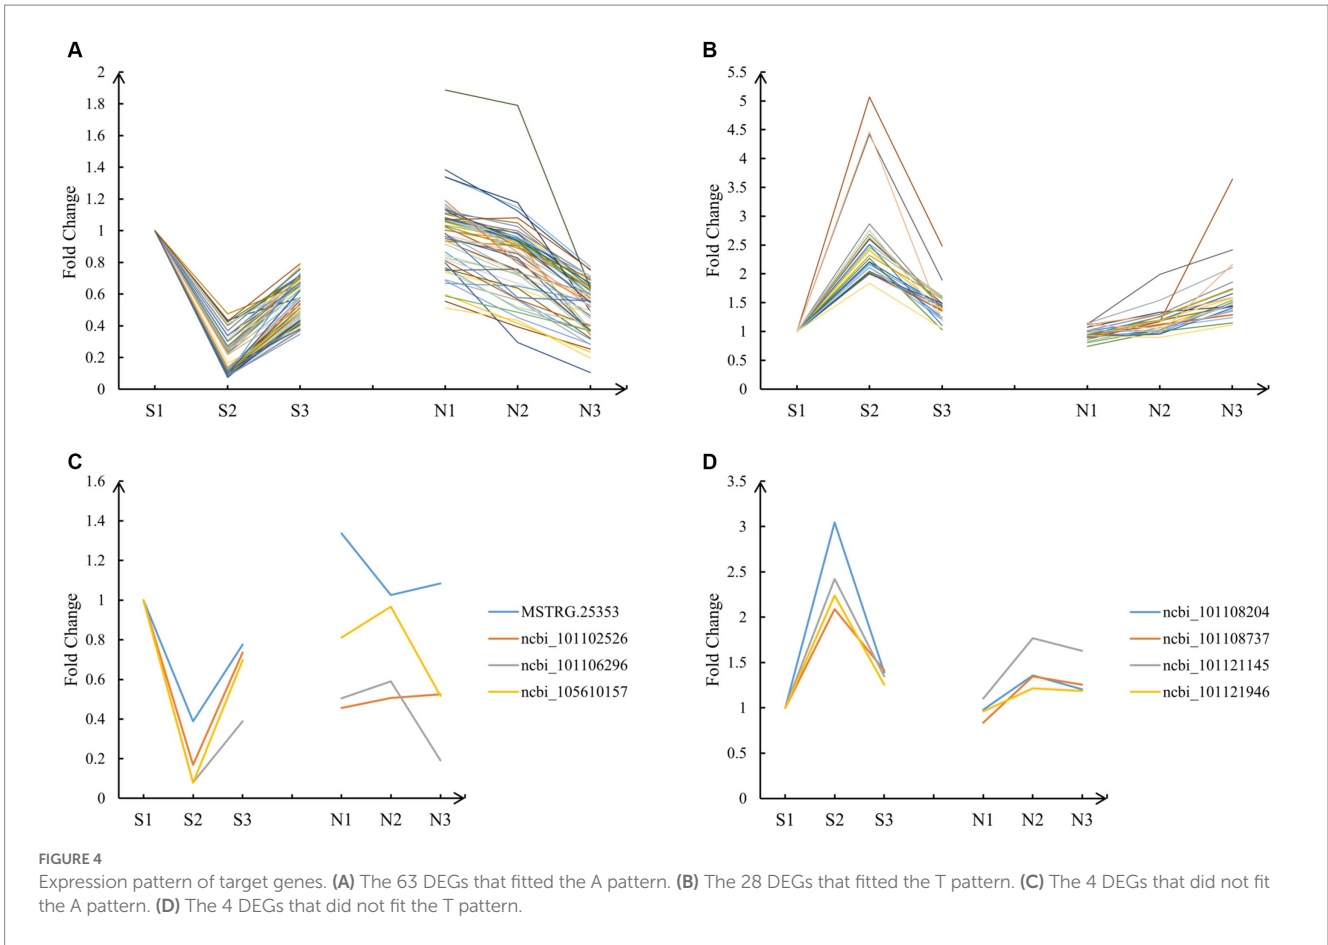 A
Fold Change
2
1.8
1.6
1.4
1.2
1
0.8
0.6
0.4
0.2
0
S1 S2 S3 N1 N2 N3
B
Fold Change
5.5
5
4.5
4
3.5
3
2.5
2
1.5
1
0.5
0
S1 S2 S3 N1 N2 N3
C
Fold Change
1.6
1.4
1.2
1
0.8
0.6
0.4
0.2
0
S1 S2 S3 N1 N2 N3
MSTRG.25353
ncbi_101102526
ncbi_101106296
ncbi_105610157
D
Fold Change
3.5
3
2.5
2
1.5
1
0.5
0
S1 S2 S3 N1 N2 N3
ncbi_101108204
ncbi_101108737
ncbi_101121145
ncbi_101121946
FIGURE 4
Expression pattern of target genes. (A) The 63 DEGs that fitted the A pattern. (B) The 28 DEGs that fitted the T pattern. (C) The 4 DEGs that did not fit
the A pattern. (D) The 4 DEGs that did not fit the T pattern.